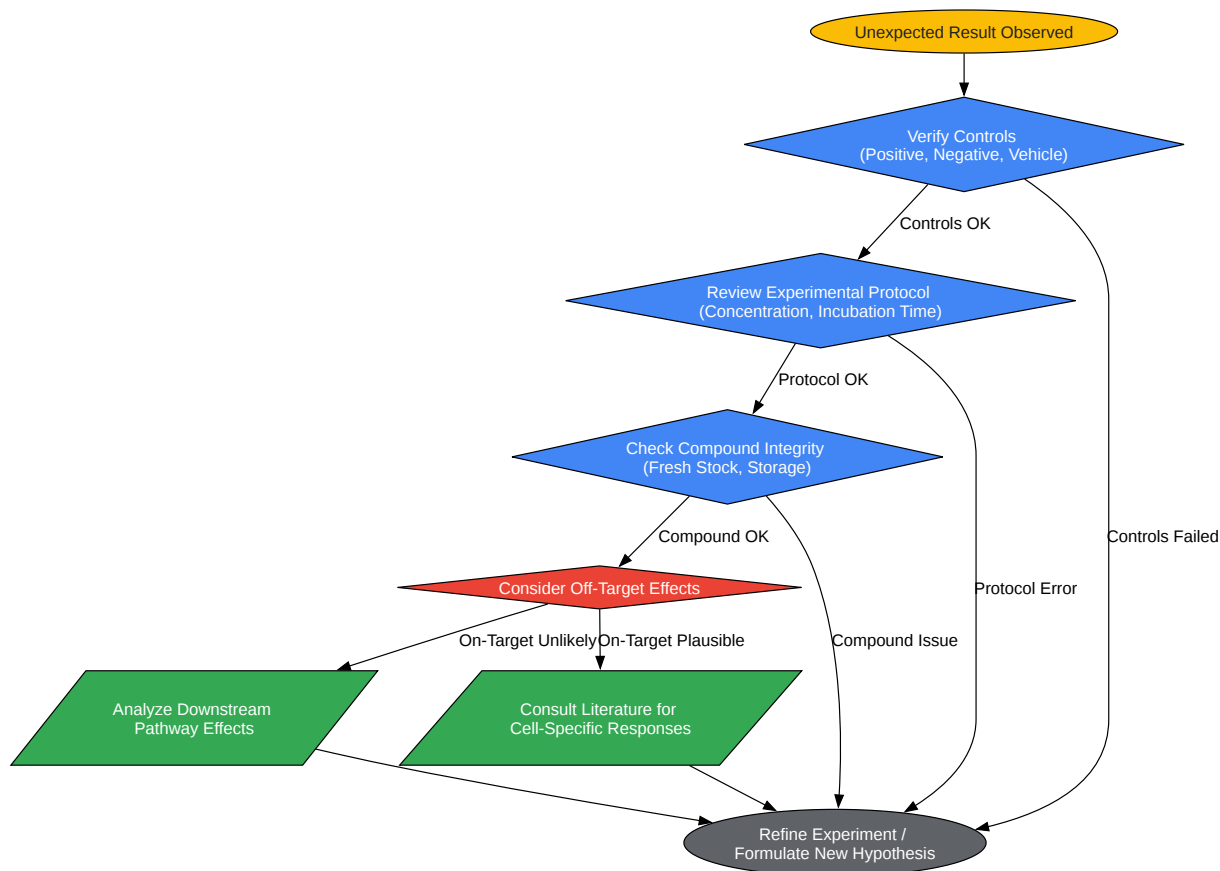 Unexpected Result Observed
Verify Controls
(Positive, Negative, Vehicle)
Controls OK
Review Experimental Protocol
(Concentration, Incubation Time)
Protocol OK
Check Compound Integrity
(Fresh Stock, Storage)
Compound OK
Controls Failed
Consider Off-Target Effects
Protocol Error
On-Target Unlikely
On-Target Plausible
Compound Issue
Analyze Downstream
Pathway Effects
Consult Literature for
Cell-Specific Responses
Refine Experiment /
Formulate New Hypothesis